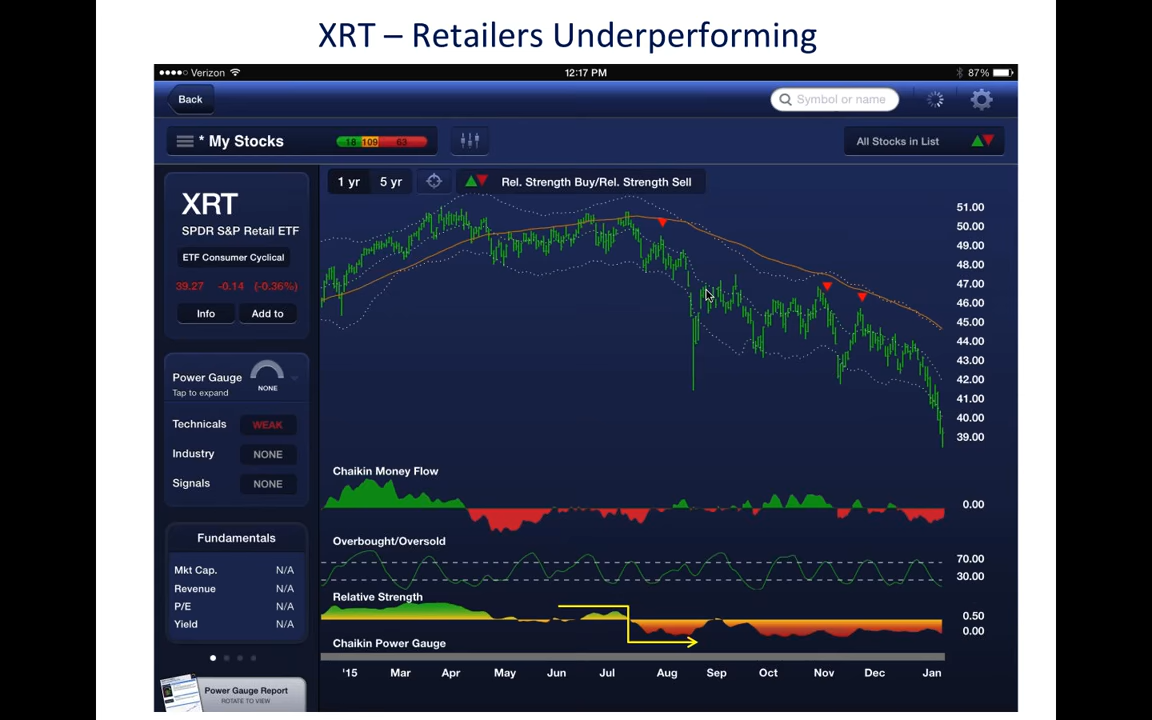 XRT – Retailers Underperforming
Verizon 12:17 PM 87%
Back Symbol or name
* My Stocks 18 109 63 All Stocks in List
1 yr 5 yr Rel. Strength Buy/Rel. Strength Sell
XRT
SPDR S&P Retail ETF
ETF Consumer Cyclical
39.27 -0.14 (-0.36%)
Info Add to
Power Gauge
Tap to expand
NONE
Technicals WEAK
Industry NONE
Signals NONE
Fundamentals
Mkt Cap. N/A
Revenue N/A
P/E N/A
Yield N/A
Power Gauge Report
ROTATE TO VIEW
51.00
50.00
49.00
48.00
47.00
46.00
45.00
44.00
43.00
42.00
41.00
40.00
39.00
Chaikin Money Flow
0.00
Overbought/Oversold
70.00
30.00
Relative Strength
0.50
0.00
Chaikin Power Gauge
'15 Mar Apr May Jun Jul Aug Sep Oct Nov Dec Jan